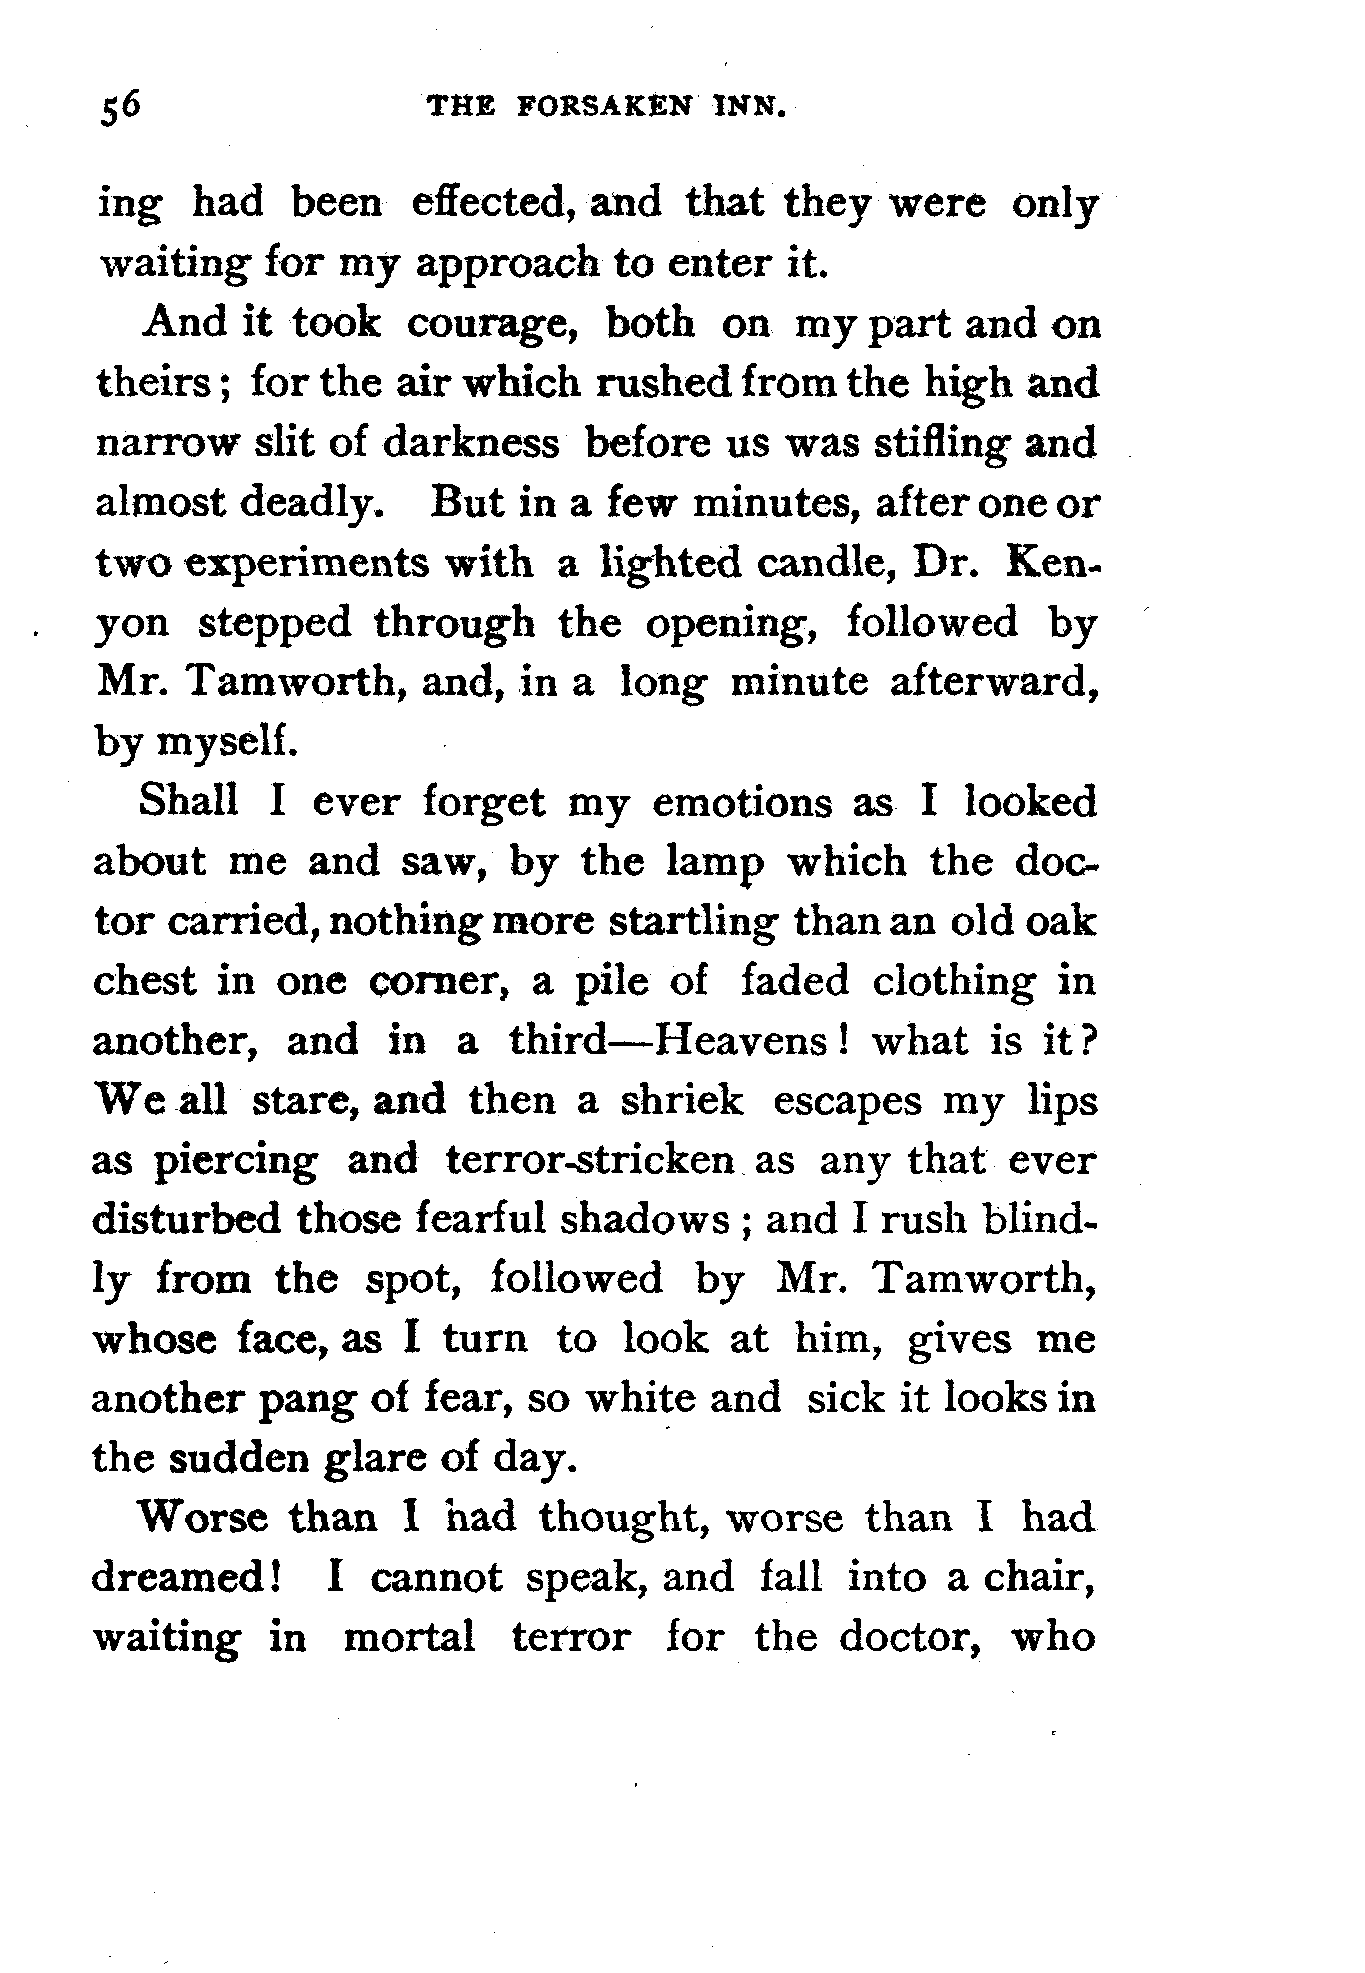 56 THE FORSAKEN INN.
ing had been effected, and that they were only
waiting for my approach to enter it.
And it took courage, both on my part and on
theirs; for the air which rushed from the high and
narrow slit of darkness before us was stifling and
almost deadly. But in a few minutes, after one or
two experiments with a lighted candle, Dr. Ken-
yon stepped through the opening, followed by
Mr. Tamworth, and, in a long minute afterward,
by myself.
Shall I ever forget my emotions as I looked
about me and saw, by the lamp which the doc-
tor carried, nothing more startling than an old oak
chest in one corner, a pile of faded clothing in
another, and in a third—Heavens! what is it?
We all stare, and then a shriek escapes my lips
as piercing and terror-stricken as any that ever
disturbed those fearful shadows; and I rush blind-
ly from the spot, followed by Mr. Tamworth,
whose face, as I turn to look at him, gives me
another pang of fear, so white and sick it looks in
the sudden glare of day.
Worse than I had thought, worse than I had
dreamed! I cannot speak, and fall into a chair,
waiting in mortal terror for the doctor, who